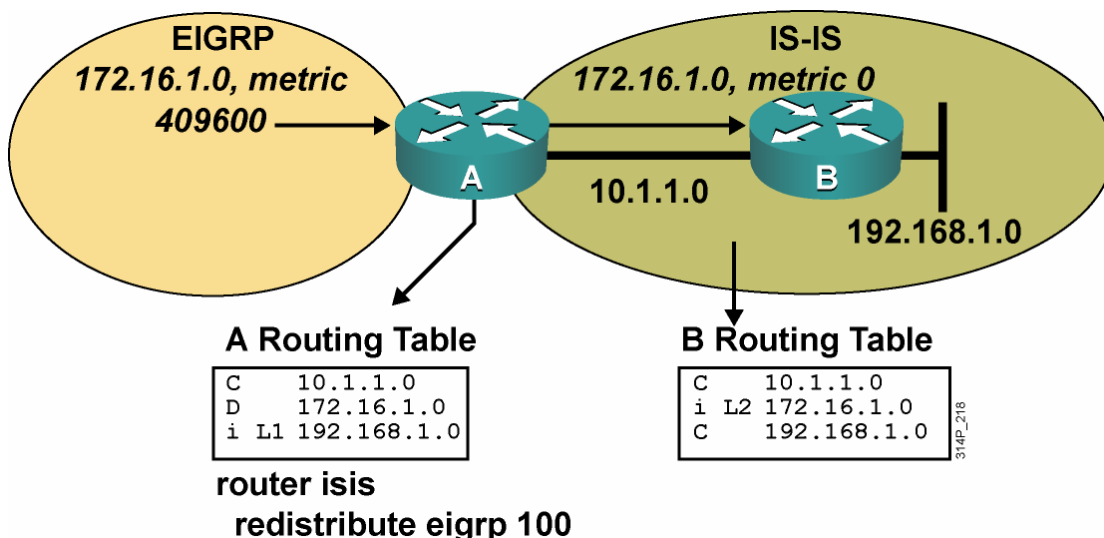 EIGRP
172.16.1.0, metric
409600
IS-IS
172.16.1.0, metric 0
A
B
10.1.1.0
192.168.1.0
A Routing Table
C 10.1.1.0
D 172.16.1.0
i L1 192.168.1.0
router isis
redistribute eigrp 100
B Routing Table
C 10.1.1.0
i L2 172.16.1.0
C 192.168.1.0
314P_218